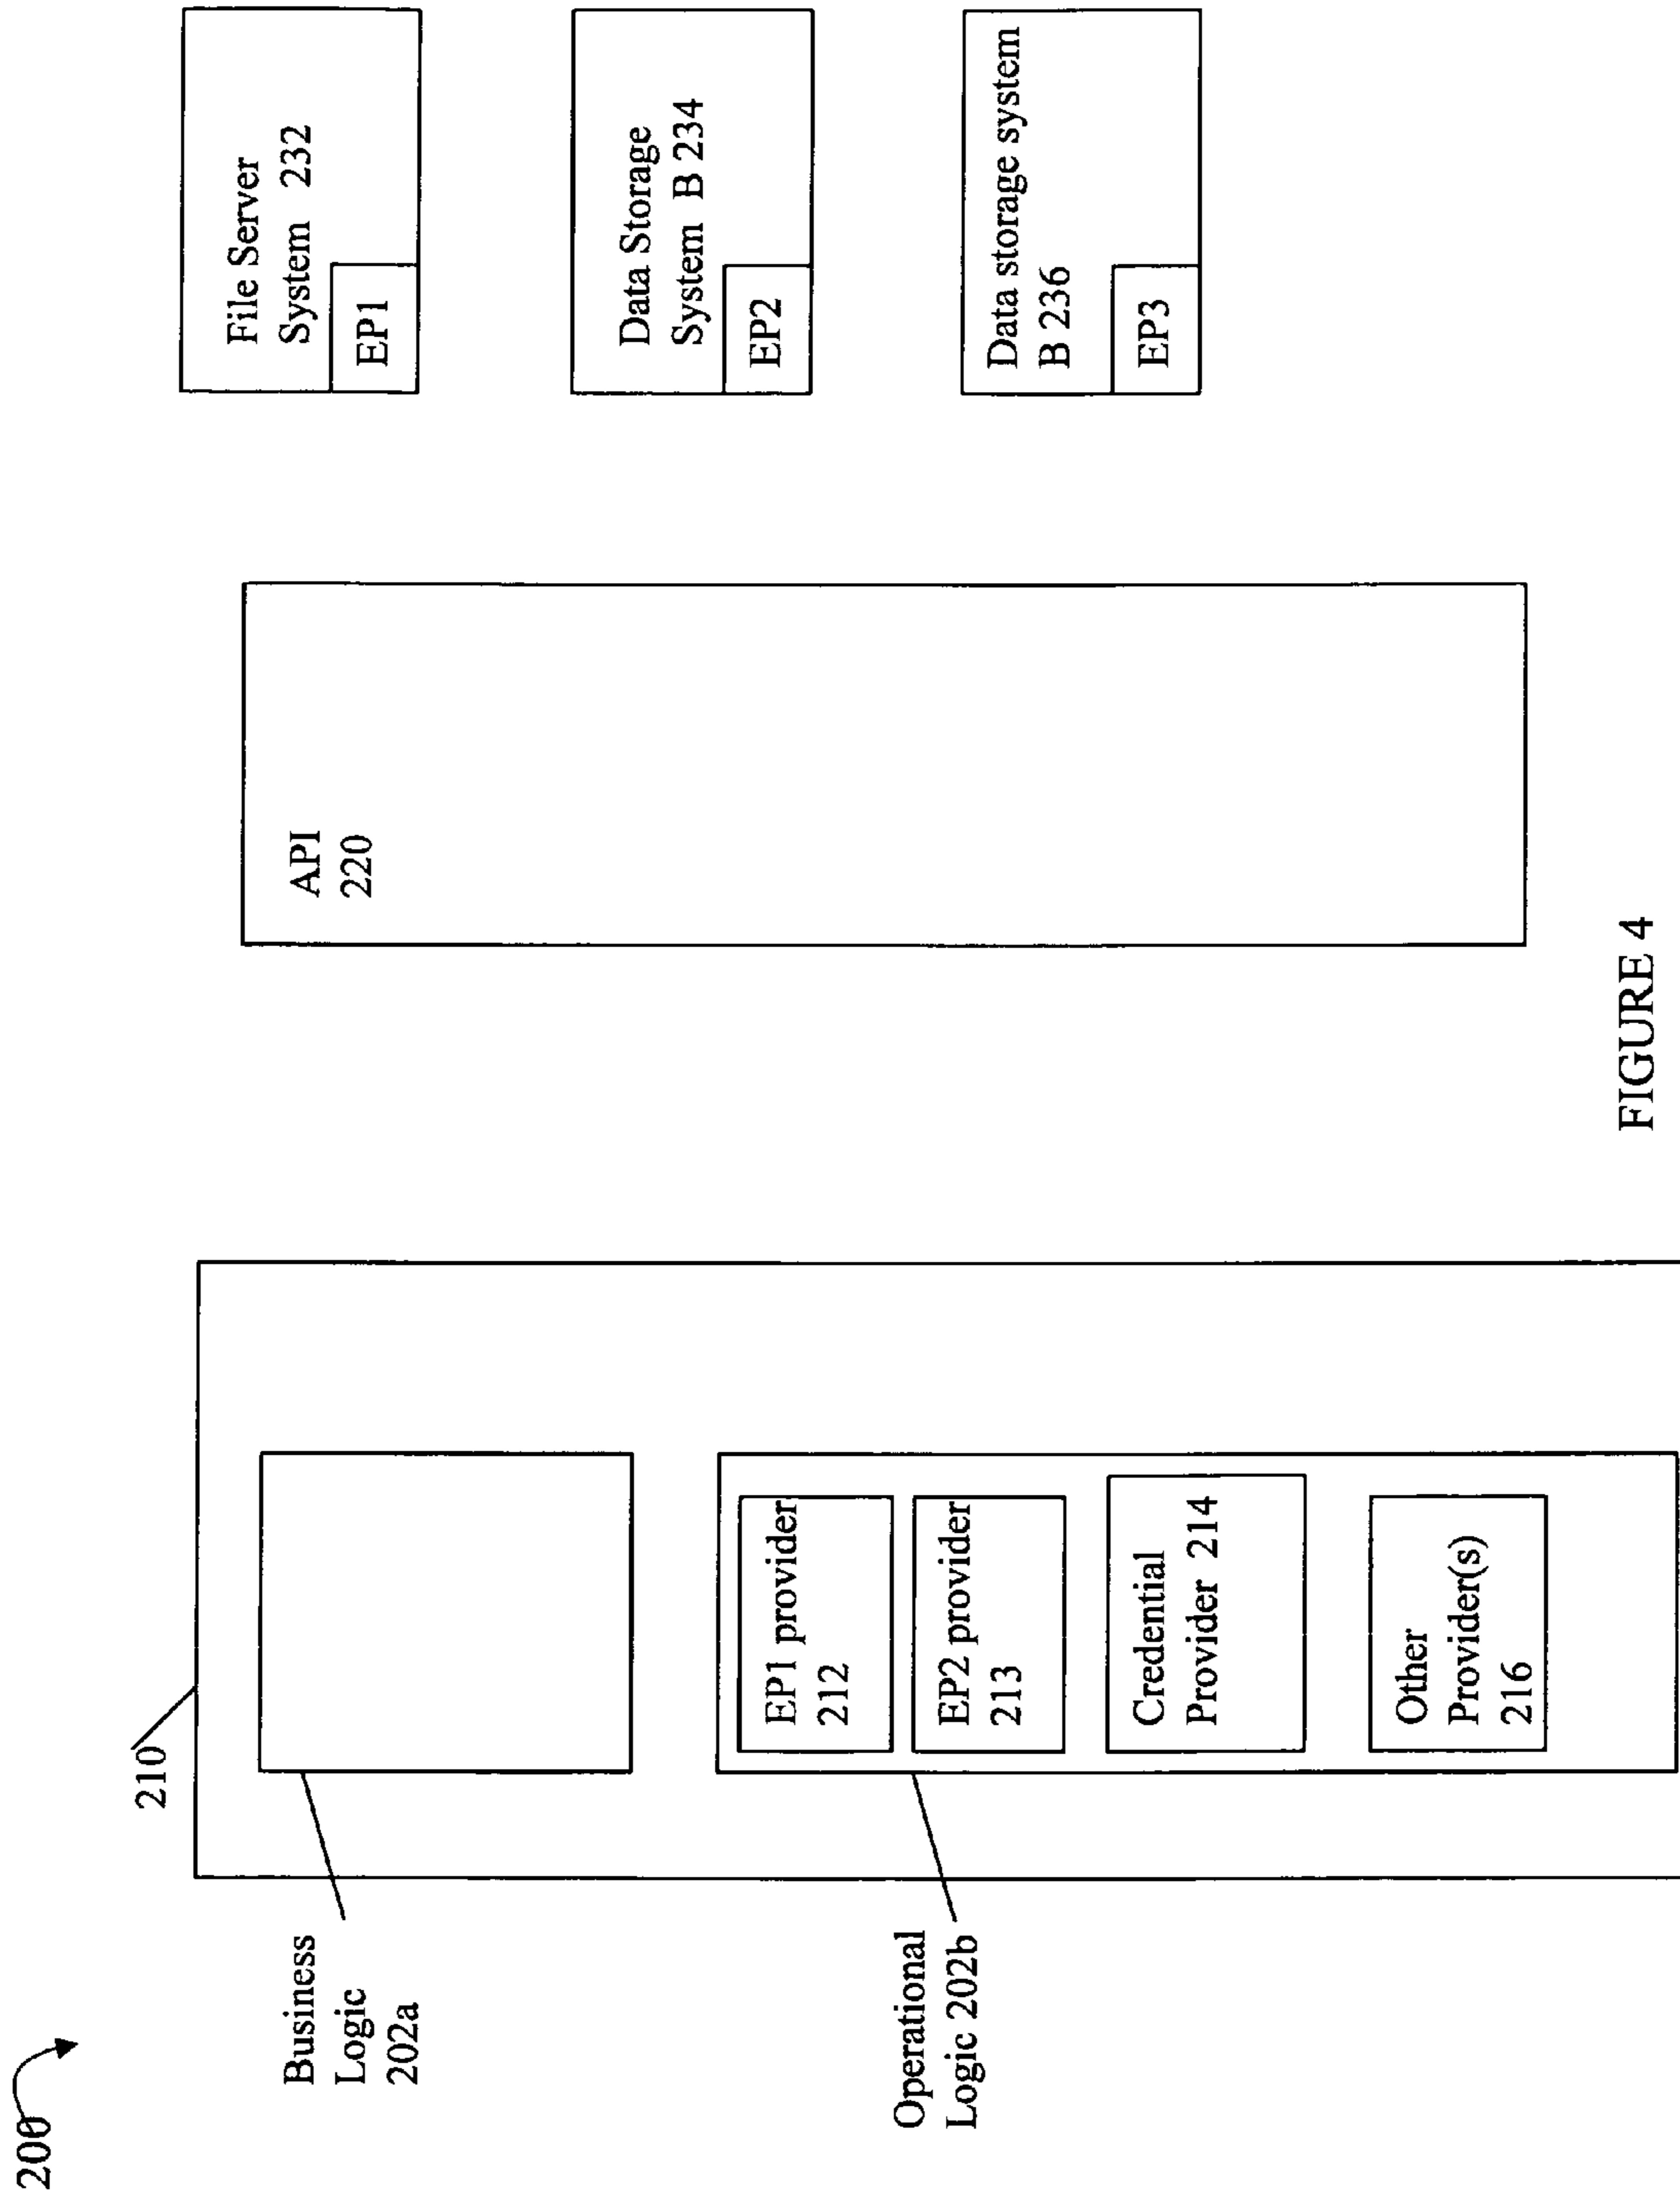 200
210
Business
Logic
202a
Operational
Logic 202b
EP1 provider
212
EP2 provider
213
Credential
Provider 214
Other
Provider(s)
216
API
220
File Server
System 232
EP1
Data Storage
System B 234
EP2
Data storage system
B 236
EP3
FIGURE 4